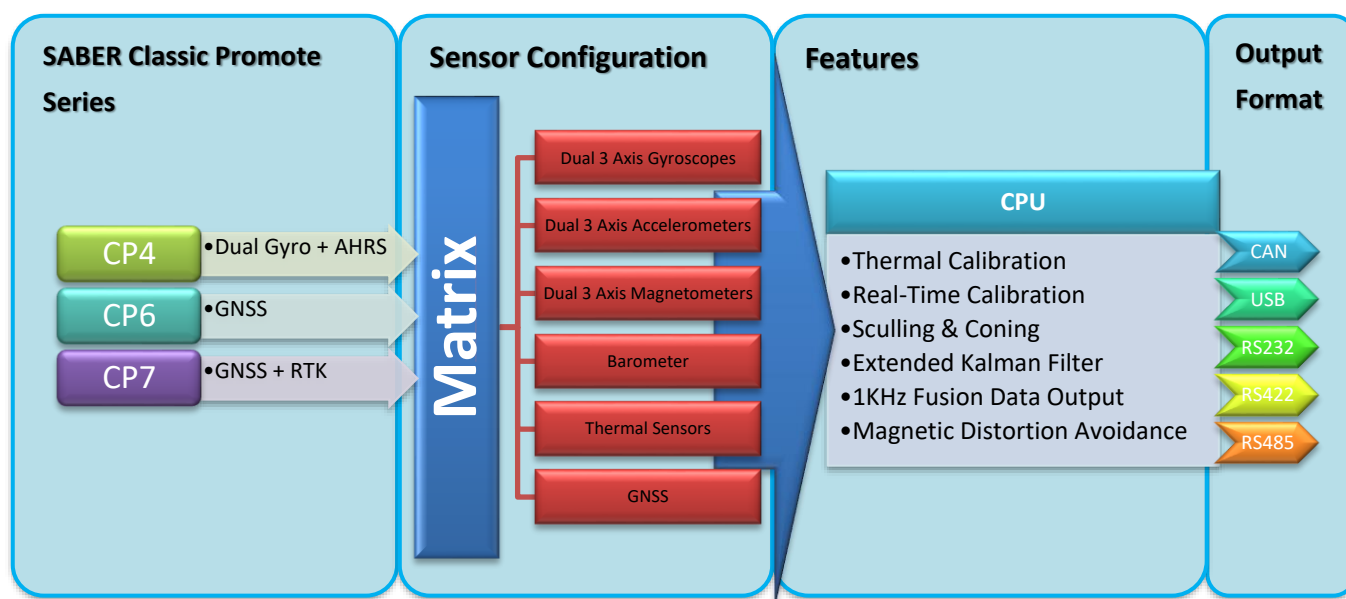 SABER Classic Promote
Series
CP4
•Dual Gyro + AHRS
CP6
•GNSS
CP7
•GNSS + RTK
Sensor Configuration
Matrix
Dual 3 Axis Gyroscopes
Dual 3 Axis Accelerometers
Dual 3 Axis Magnetometers
Barometer
Thermal Sensors
GNSS
Features
CPU
•Thermal Calibration
•Real-Time Calibration
•Sculling & Coning
•Extended Kalman Filter
•1KHz Fusion Data Output
•Magnetic Distortion Avoidance
Output
Format
CAN
USB
RS232
RS422
RS485